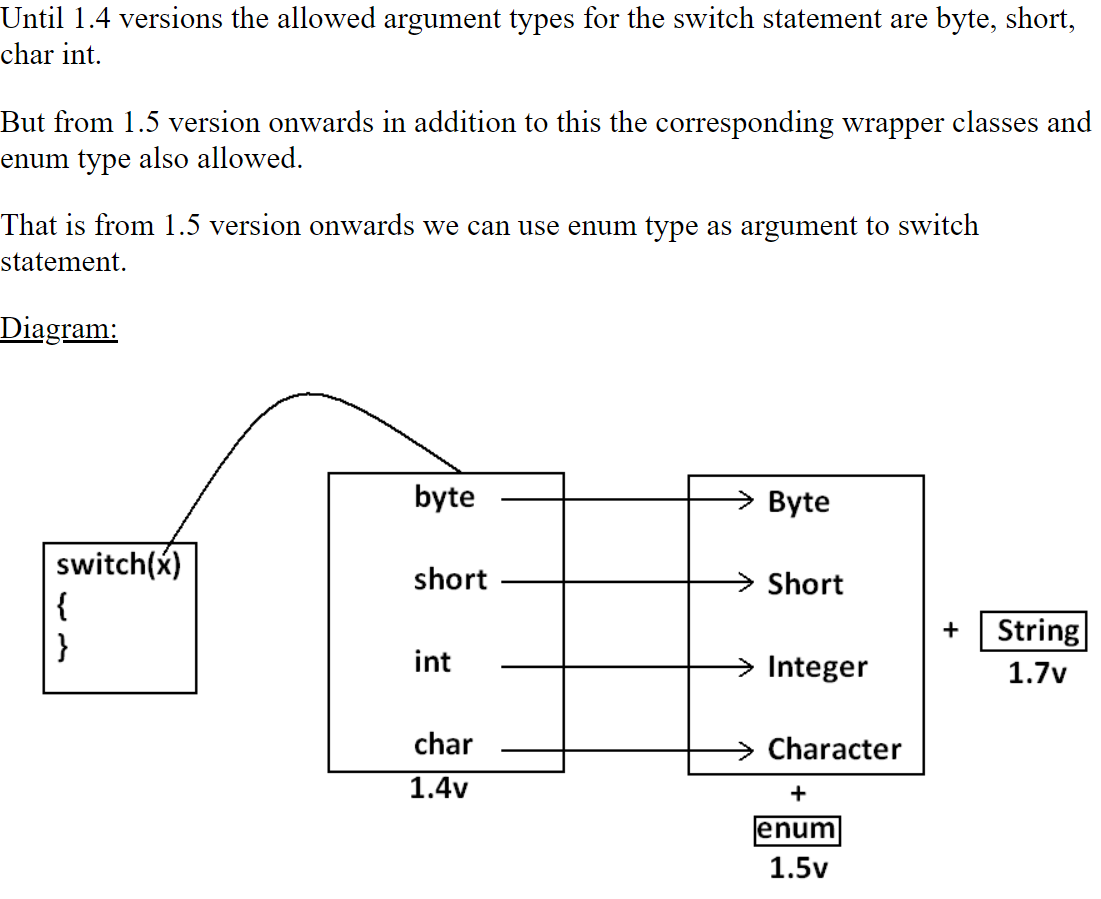 Until 1.4 versions the allowed argument types for the switch statement are byte, short,
char int.
But from 1.5 version onwards in addition to this the corresponding wrapper classes and
enum type also allowed.
That is from 1.5 version onwards we can use enum type as argument to switch
statement.
Diagram:
switch(x)
{
}
byte
short
int
char
1.4v
Byte
Short
Integer
Character
+
enum
1.5v
+
String
1.7v